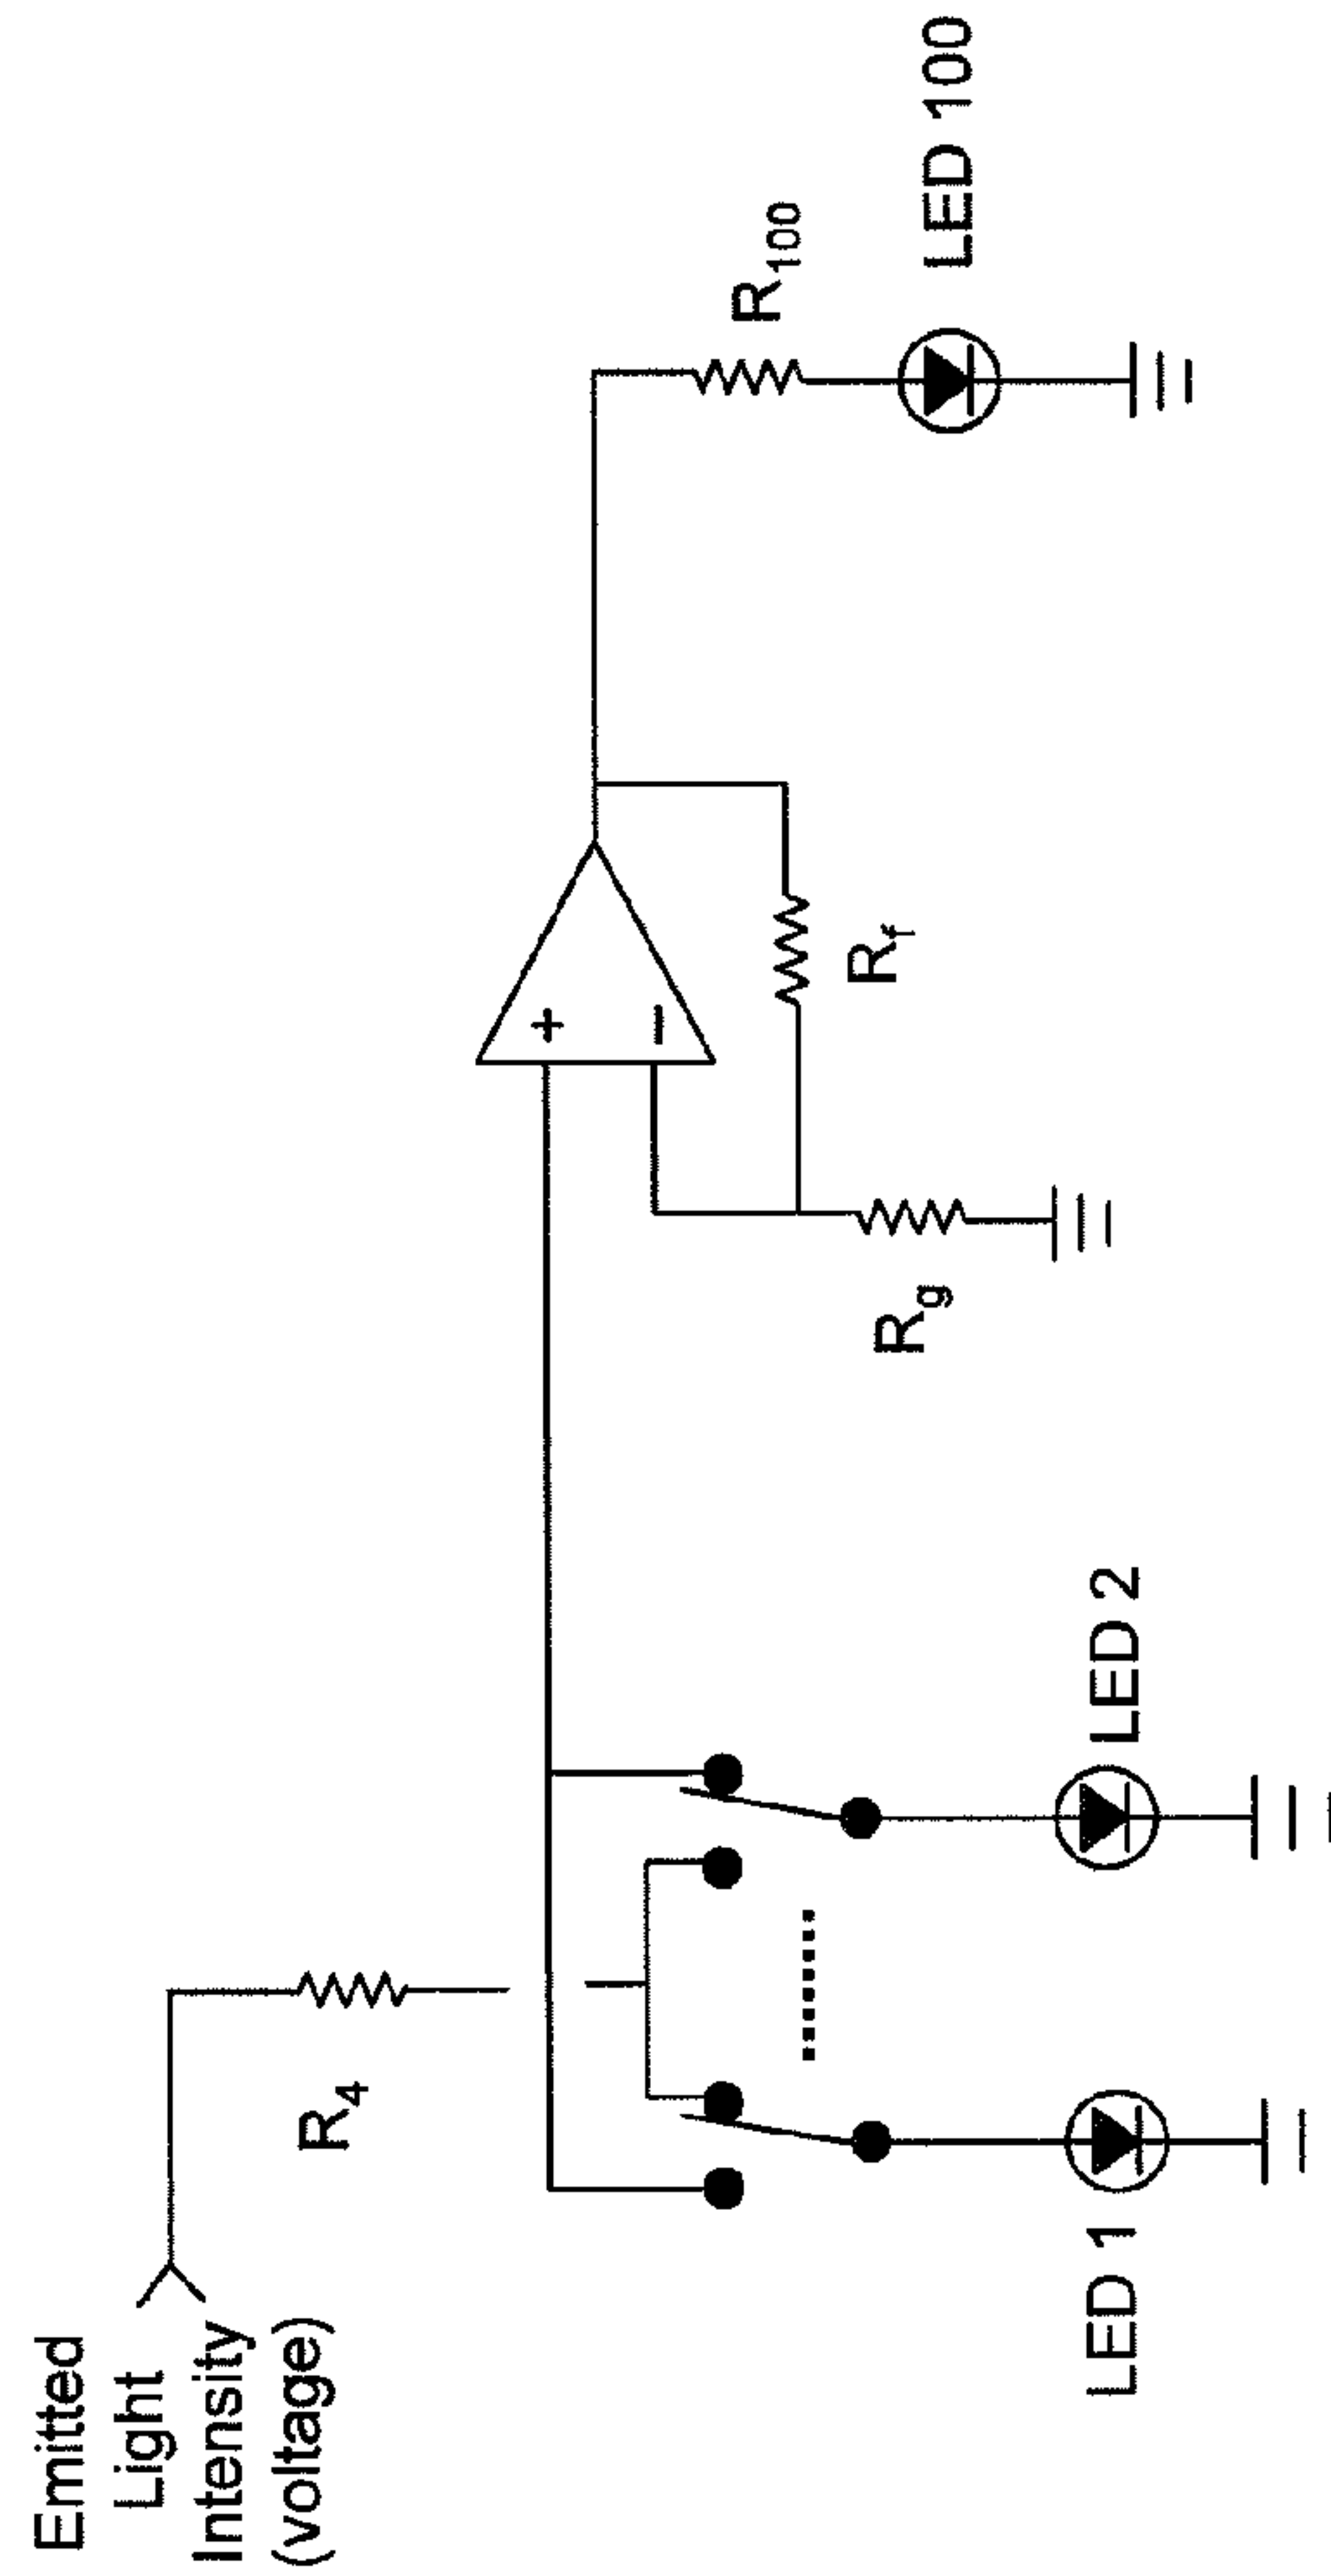 Emitted
Light
Intensity
(voltage)
R4
LED 1
LED 2
+
−
Rg
Rf
R100
LED 100